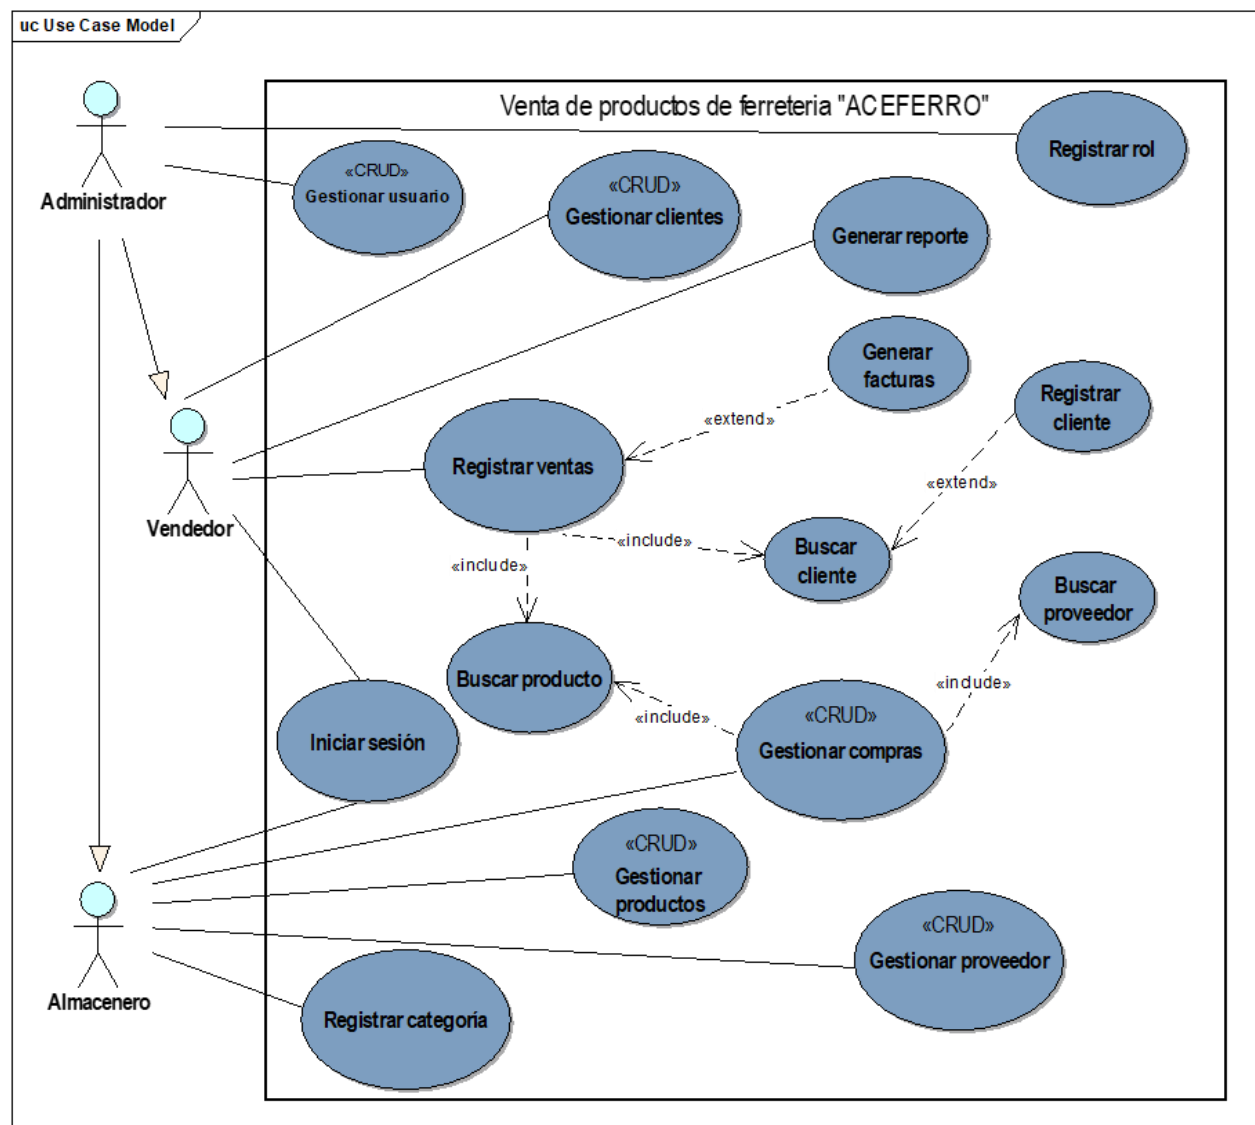 uc Use Case Model
Venta de productos de ferreteria "ACEFERRO"
Administrador
«CRUD»
Gestionar usuario
«CRUD»
Gestionar clientes
Registrar rol
Generar reporte
Generar
facturas
Registrar
cliente
«extend»
Vendedor
Registrar ventas
«extend»
«include»
«include»
Buscar
cliente
Buscar
proveedor
Buscar producto
«include»
«include»
«CRUD»
Gestionar compras
Iniciar sesión
«CRUD»
Gestionar
productos
Almacenero
«CRUD»
Gestionar proveedor
Registrar categoría